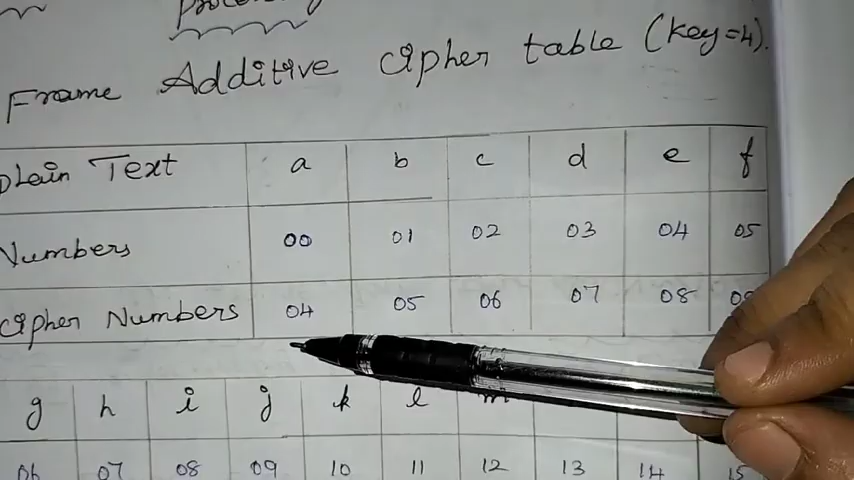 Frame Additive cipher table (key=4).
plain Text a b c d e f
Numbers 00 01 02 03 04 05
cipher Numbers 04 05 06 07 08
g h i j k l m
06 07 08 09 10 11 12 13 14 15